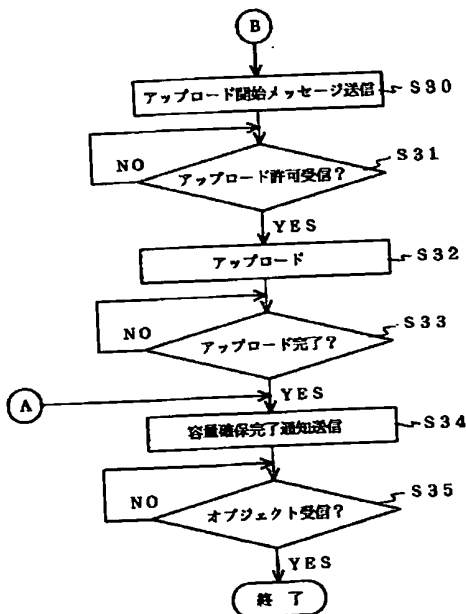 B
アップロード開始メッセージ送信 S30
アップロード許可受信? S31
NO
YES
アップロード S32
アップロード完了? S33
NO
YES
A
容量確保完了通知送信 S34
オブジェクト受信? S35
NO
YES
終了